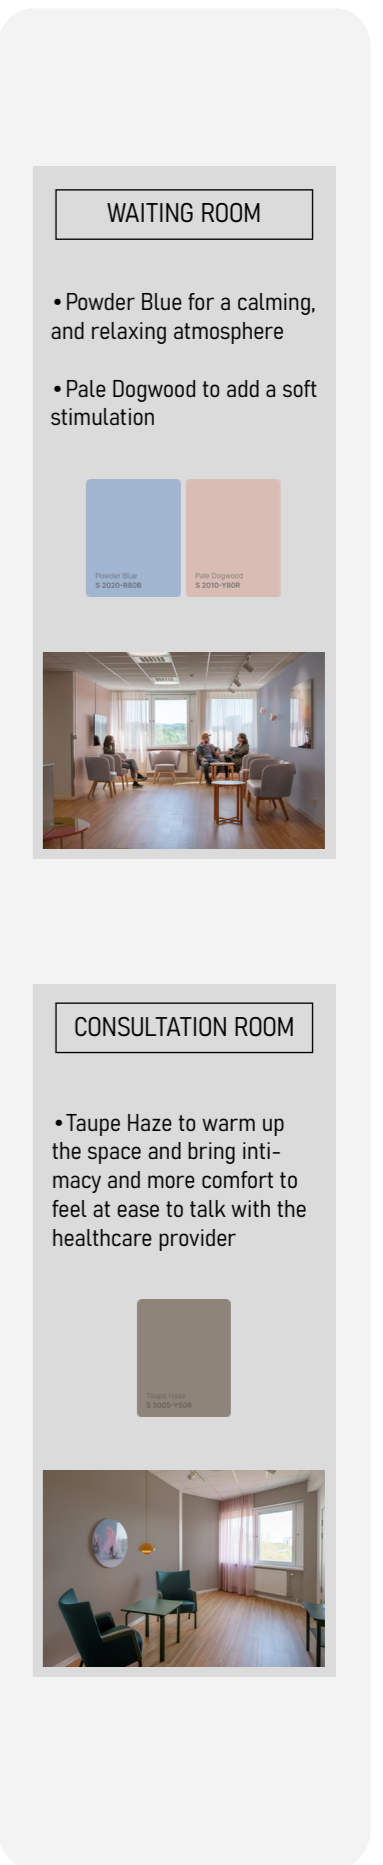 WAITING ROOM
•Powder Blue for a calming,
and relaxing atmosphere
•Pale Dogwood to add a soft
stimulation
Powder Blue
S 2020-R80B
Pale Dogwood
S 2010-Y80R
CONSULTATION ROOM
•Taupe Haze to warm up
the space and bring inti-
macy and more comfort to
feel at ease to talk with the
healthcare provider
Taupe Haze
S 5005-Y50R